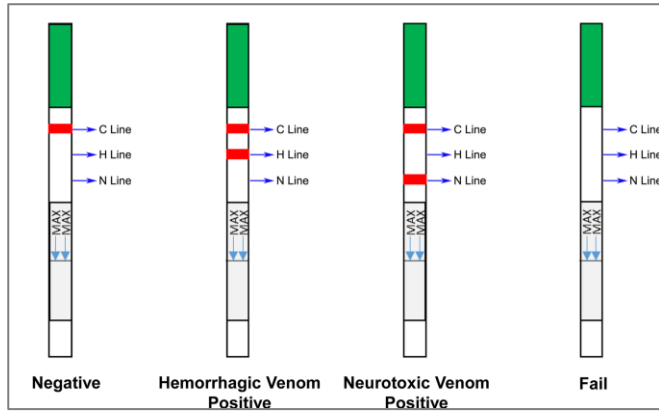 C Line
H Line
N Line
MAX
MAX
Negative
C Line
H Line
N Line
MAX
MAX
Hemorrhagic Venom
Positive
C Line
H Line
N Line
MAX
MAX
Neurotoxic Venom
Positive
C Line
H Line
N Line
MAX
MAX
Fail